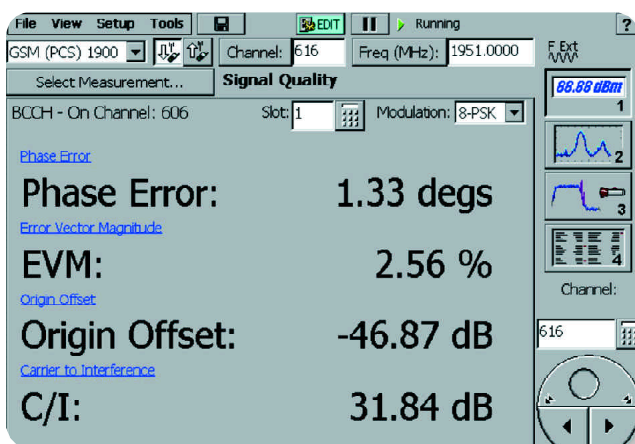 File View Setup Tools EDIT Running ?
GSM (PCS) 1900 Channel: 616 Freq (MHz): 1951.0000 F Ext
Select Measurement... Signal Quality
88.88 dBm
1
BCCH - On Channel: 606 Slot: 1 Modulation: 8-PSK
2
Phase Error
Phase Error: 1.33 degs
3
Error Vector Magnitude
EVM: 2.56 %
4
Channel:
Origin Offset
Origin Offset: -46.87 dB
616
Carrier to Interference
C/I: 31.84 dB